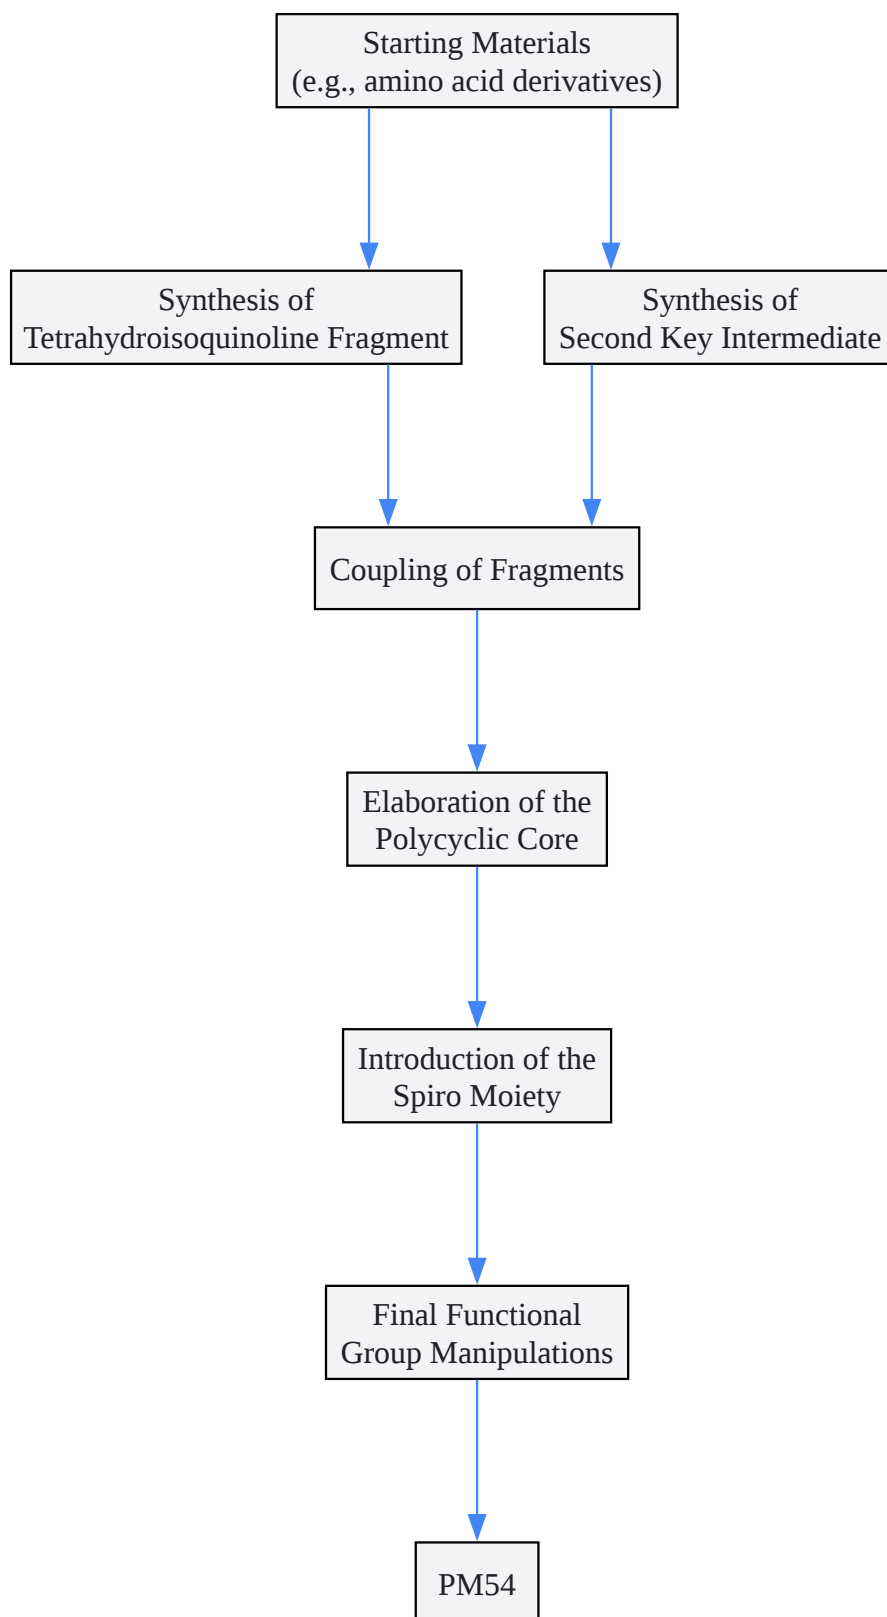 Starting Materials
(e.g., amino acid derivatives)
Synthesis of
Tetrahydroisoquinoline Fragment
Synthesis of
Second Key Intermediate
Coupling of Fragments
Elaboration of the
Polycyclic Core
Introduction of the
Spiro Moiety
Final Functional
Group Manipulations
PM54